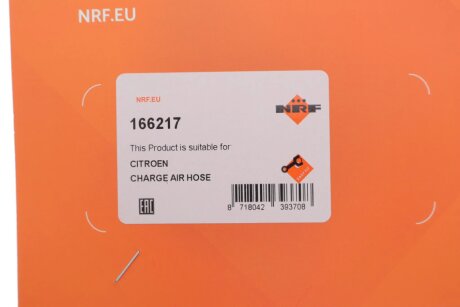 NRF.EU
NRF.EU
166217
NRF
This Product is suitable for
CITROEN
CHARGE AIR HOSE
8 718042 393708
EAC